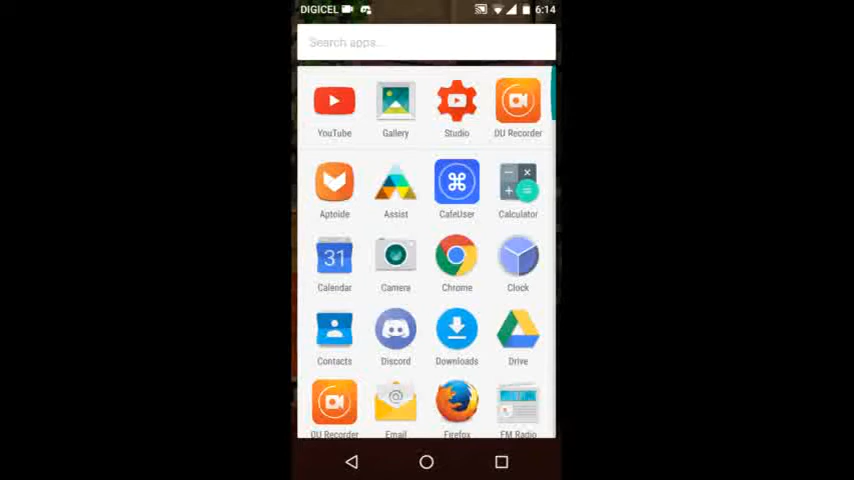 DIGICEL 6:14
Search apps...
YouTube Gallery Studio DU Recorder
Aptoide Assist CafeUser Calculator
31
Calendar Camera Chrome Clock
Contacts Discord Downloads Drive
DU Recorder Email Firefox FM Radio